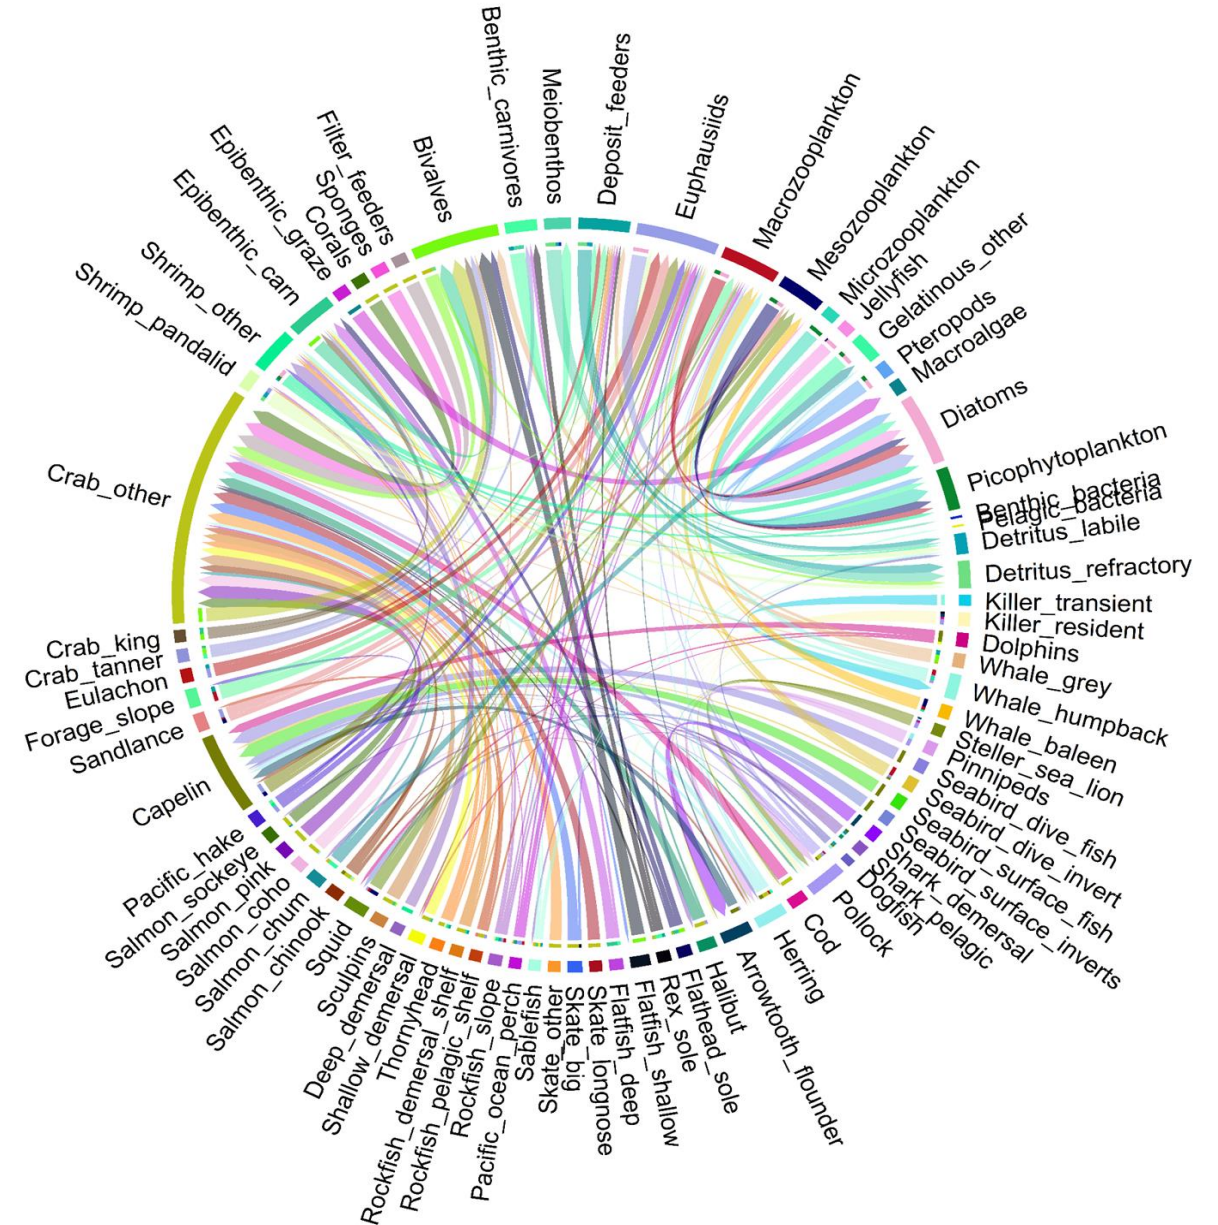 Benthic_carnivores
Meiobenthos
Deposit_feeders
Euphausiids
Macrozooplankton
Mesozooplankton
Microzooplankton
Jellyfish
Gelatinous_other
Pteropods
Macroalgae
Diatoms
Picophytoplankton
Benthic_bacteria
Pelagic_bacteria
Detritus_labile
Detritus_refractory
Killer_transient
Killer_resident
Dolphins
Whale_grey
Whale_humpback
Whale_baleen
Steller_sea_lion
Pinnipeds
Seabird_dive_fish
Seabird_dive_invert
Seabird_surface_fish
Seabird_surface_inverts
Shark_demersal
Shark_pelagic
Dogfish
Pollock
Cod
Herring
Arrowtooth_flounder
Halibut
Flathead_sole
Rex_sole
Flatfish_shallow
Flatfish_deep
Skate_longnose
Skate_big
Skate_other
Sablefish
Pacific_ocean_perch
Rockfish_slope
Rockfish_pelagic_shelf
Rockfish_demersal_shelf
Thornyhead
Shallow_demersal
Deep_demersal
Sculpins
Squid
Salmon_chinook
Salmon_chum
Salmon_coho
Salmon_pink
Salmon_sockeye
Pacific_hake
Capelin
Sandlance
Forage_slope
Eulachon
Crab_tanner
Crab_king
Crab_other
Shrimp_pandalid
Shrimp_other
Epibenthic_carn
Epibenthic_graze
Corals
Sponges
Filter_feeders
Bivalves